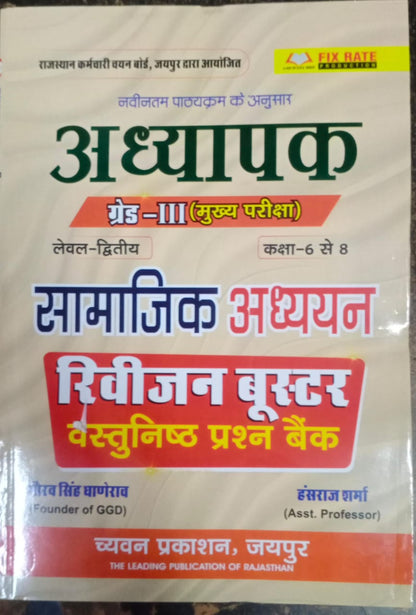 राजस्थान कर्मचारी चयन बोर्ड, जयपुर द्वारा आयोजित
FIX RATE
PRODUCTION
नवीनतम पाठ्यक्रम के अनुसार
अध्यापक
ग्रेड-III (मुख्य परीक्षा)
लेवल-द्वितीय
कक्षा-6 से 8
सामाजिक अध्ययन
रिवीजन बूस्टर
वस्तुनिष्ठ प्रश्न बैंक
गौरव सिंह घाणेराव
(Founder of GGD)
हंसराज शर्मा
(Asst. Professor)
च्यवन प्रकाशन, जयपुर
THE LEADING PUBLICATION OF RAJASTHAN